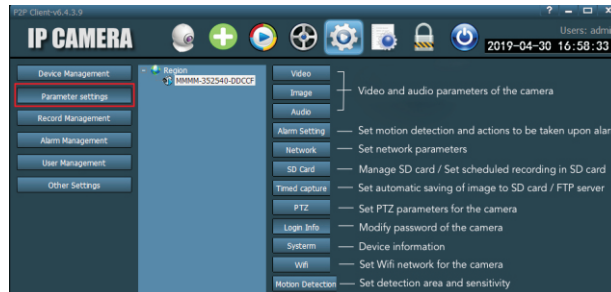 P2P Client-v6.4.3.9
IP CAMERA
Users: admi
2019-04-30 16:58:33
Device Management
Parameter settings
Record Management
Alarm Management
User Management
Other Settings
Region
MMMM-352540-DDCCF
Video
Image
Audio
Video and audio parameters of the camera
Alarm Setting
Set motion detection and actions to be taken upon alar
Network
Set network parameters
SD Card
Manage SD card / Set scheduled recording in SD card
Timed capture
Set automatic saving of image to SD card / FTP server
PTZ
Set PTZ parameters for the camera
Login Info
Modify password of the camera
Systerm
Device information
Wifi
Set Wifi network for the camera
Motion Detection
Set detection area and sensitivity